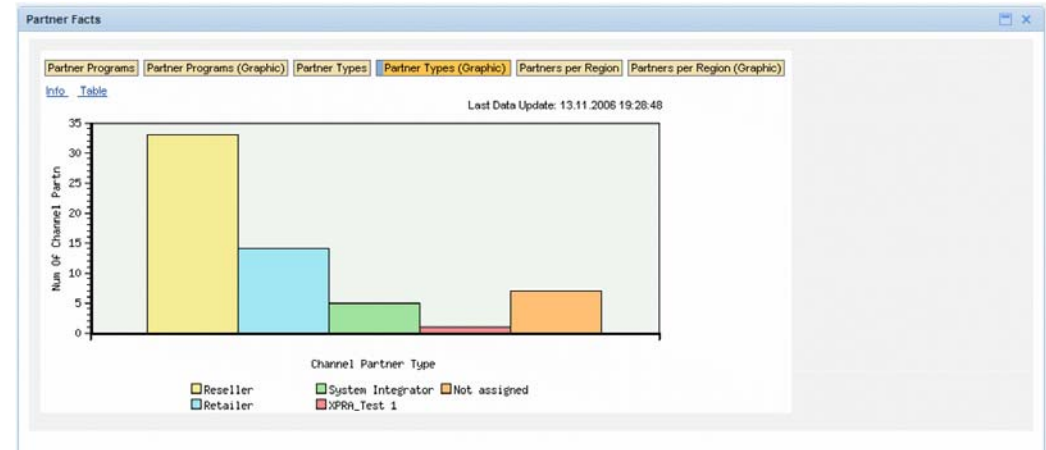 Partner Facts
Partner Programs Partner Programs (Graphic) Partner Types Partner Types (Graphic) Partners per Region Partners per Region (Graphic)
Info Table
Last Data Update: 13.11.2006 19:28:48
35
30
25
20
15
10
5
0
Num Of Channel Partn
Channel Partner Type
Reseller System Integrator Not assigned
Retailer XPRA_Test 1